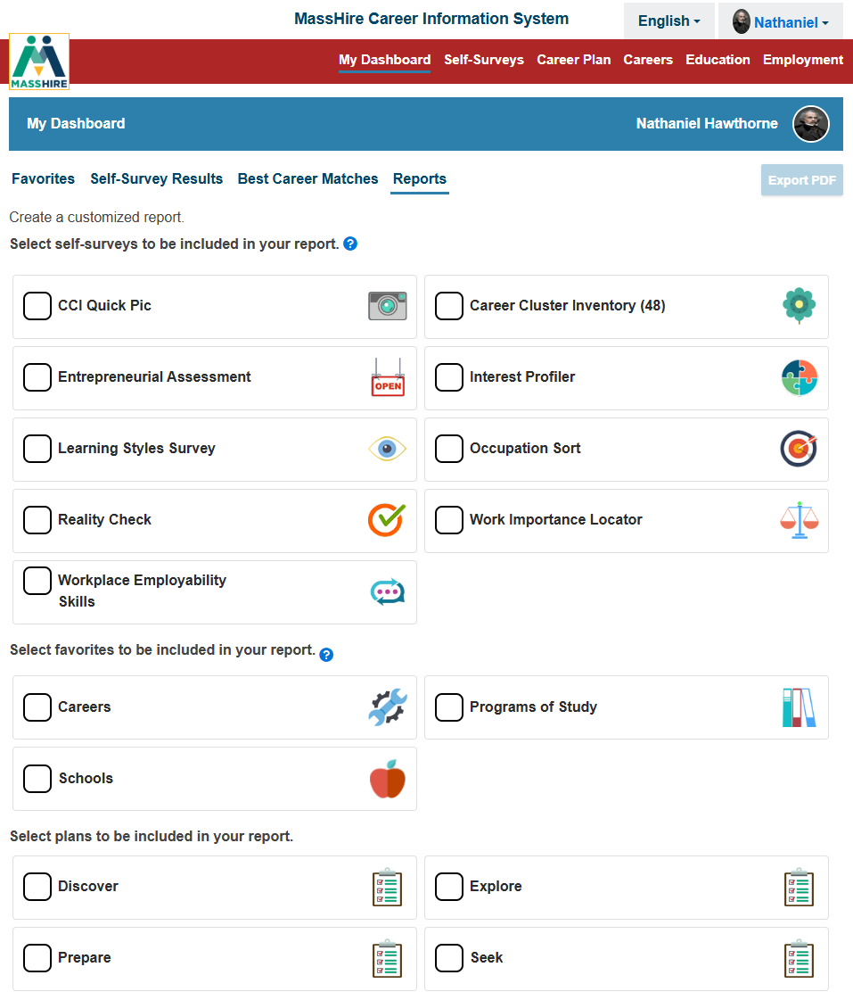 MassHire Career Information System
English
Nathaniel
MASSHIRE
My Dashboard
Self-Surveys
Career Plan
Careers
Education
Employment
My Dashboard
Nathaniel Hawthorne
Favorites
Self-Survey Results
Best Career Matches
Reports
Export PDF
Create a customized report.
Select self-surveys to be included in your report. ?
CCI Quick Pic
Career Cluster Inventory (48)
Entrepreneurial Assessment
OPEN
Interest Profiler
Learning Styles Survey
Occupation Sort
Reality Check
Work Importance Locator
Workplace Employability
Skills
Select favorites to be included in your report. ?
Careers
Programs of Study
Schools
Select plans to be included in your report.
Discover
Explore
Prepare
Seek